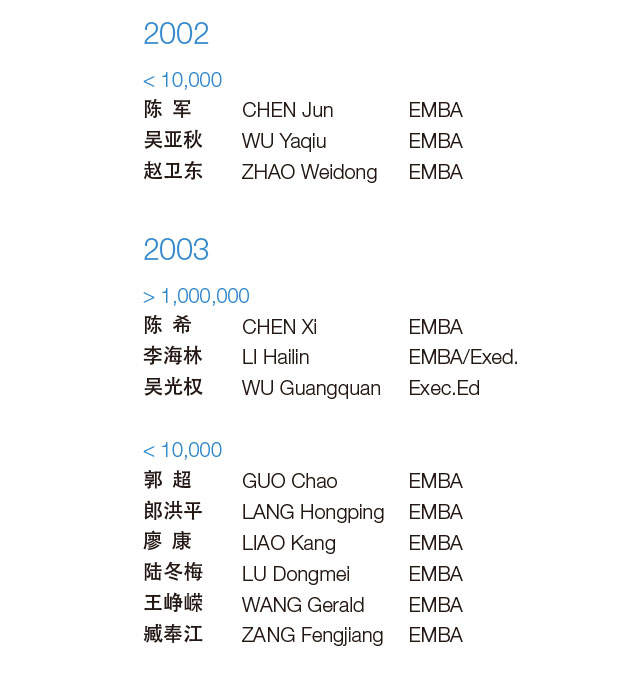 2002
< 10,000
陈 军 CHEN Jun EMBA
吴亚秋 WU Yaqiu EMBA
赵卫东 ZHAO Weidong EMBA
2003
> 1,000,000
陈 希 CHEN Xi EMBA
李海林 LI Hailin EMBA/Exed.
吴光权 WU Guangquan Exec.Ed
< 10,000
郭 超 GUO Chao EMBA
郎洪平 LANG Hongping EMBA
廖 康 LIAO Kang EMBA
陆冬梅 LU Dongmei EMBA
王峥嵘 WANG Gerald EMBA
臧奉江 ZANG Fengjiang EMBA